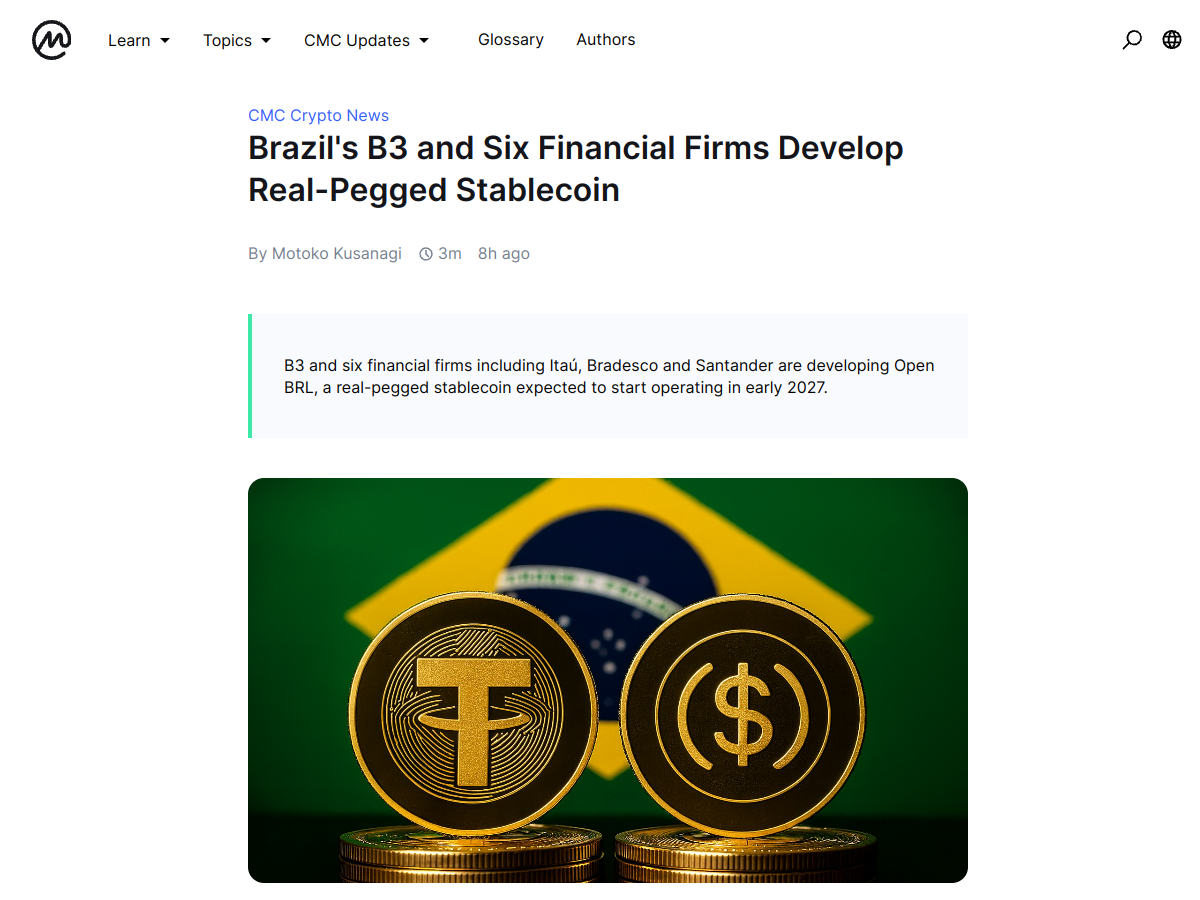 Learn
Topics
CMC Updates
Glossary
Authors
CMC Crypto News
Brazil's B3 and Six Financial Firms Develop
Real-Pegged Stablecoin
By Motoko Kusanagi 3m 8h ago
B3 and six financial firms including Itaú, Bradesco and Santander are developing Open
BRL, a real-pegged stablecoin expected to start operating in early 2027.